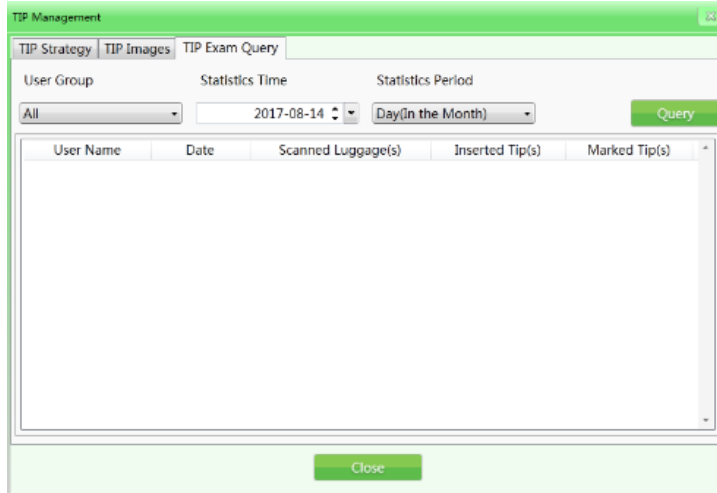 TIP Management
TIP Strategy TIP Images TIP Exam Query
User Group Statistics Time Statistics Period
All 2017-08-14 Day(In the Month) Query
User Name Date Scanned Luggage(s) Inserted Tip(s) Marked Tip(s)
Close